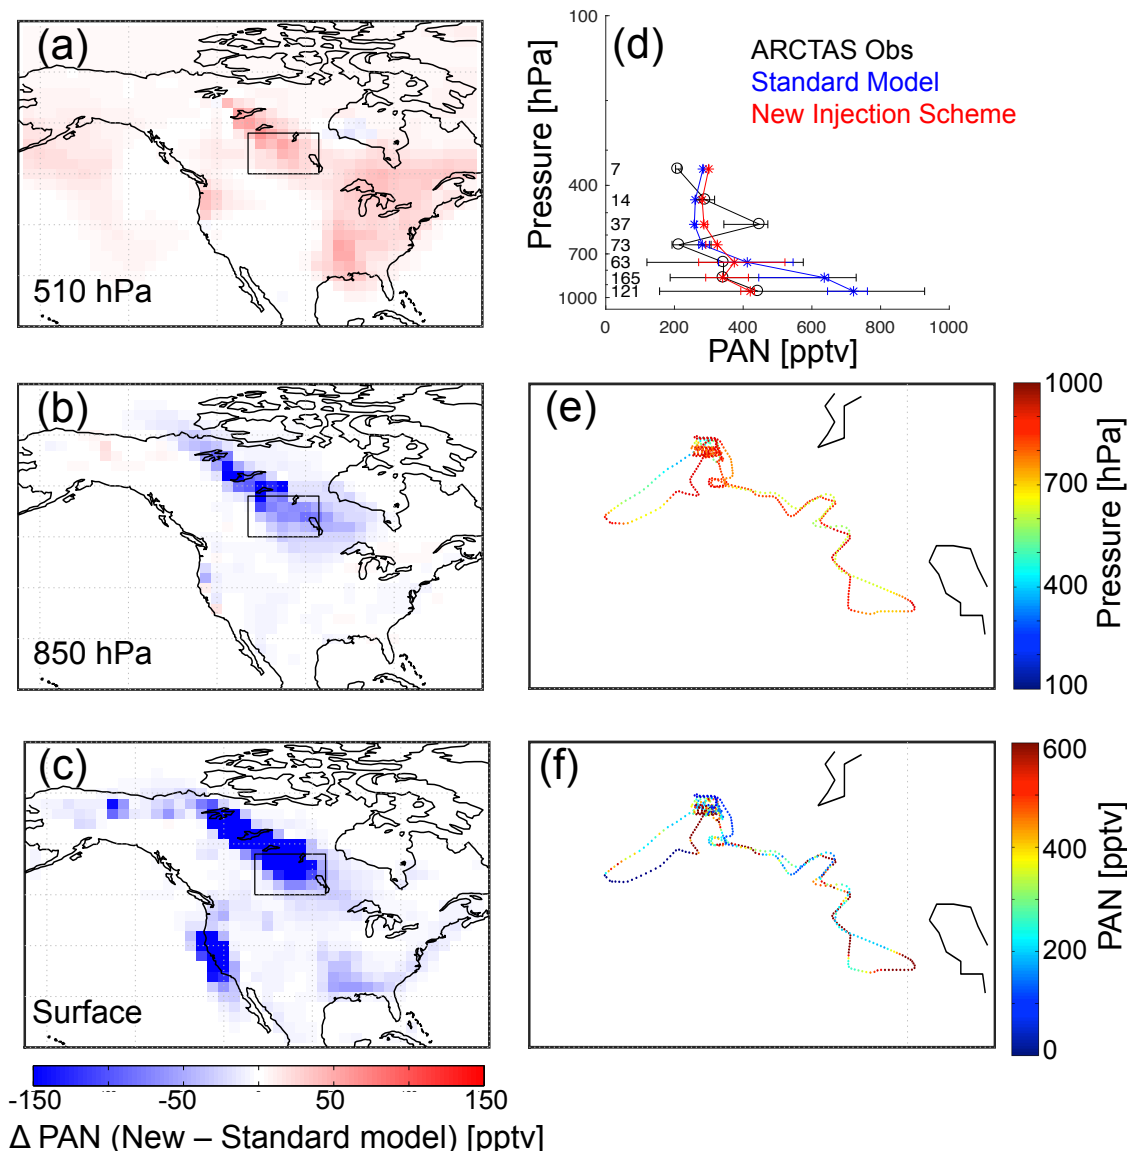 (a)
510 hPa
(d)
ARCTAS Obs
Standard Model
New Injection Scheme
Pressure [hPa]
100
400
700
1000
7
14
37
73
63
165
121
0
200
400
600
800
1000
PAN [pptv]
(b)
850 hPa
(e)
1000
700
400
100
Pressure [hPa]
(c)
Surface
(f)
600
400
200
0
PAN [pptv]
-150
-50
0
50
150
Δ PAN (New – Standard model) [pptv]